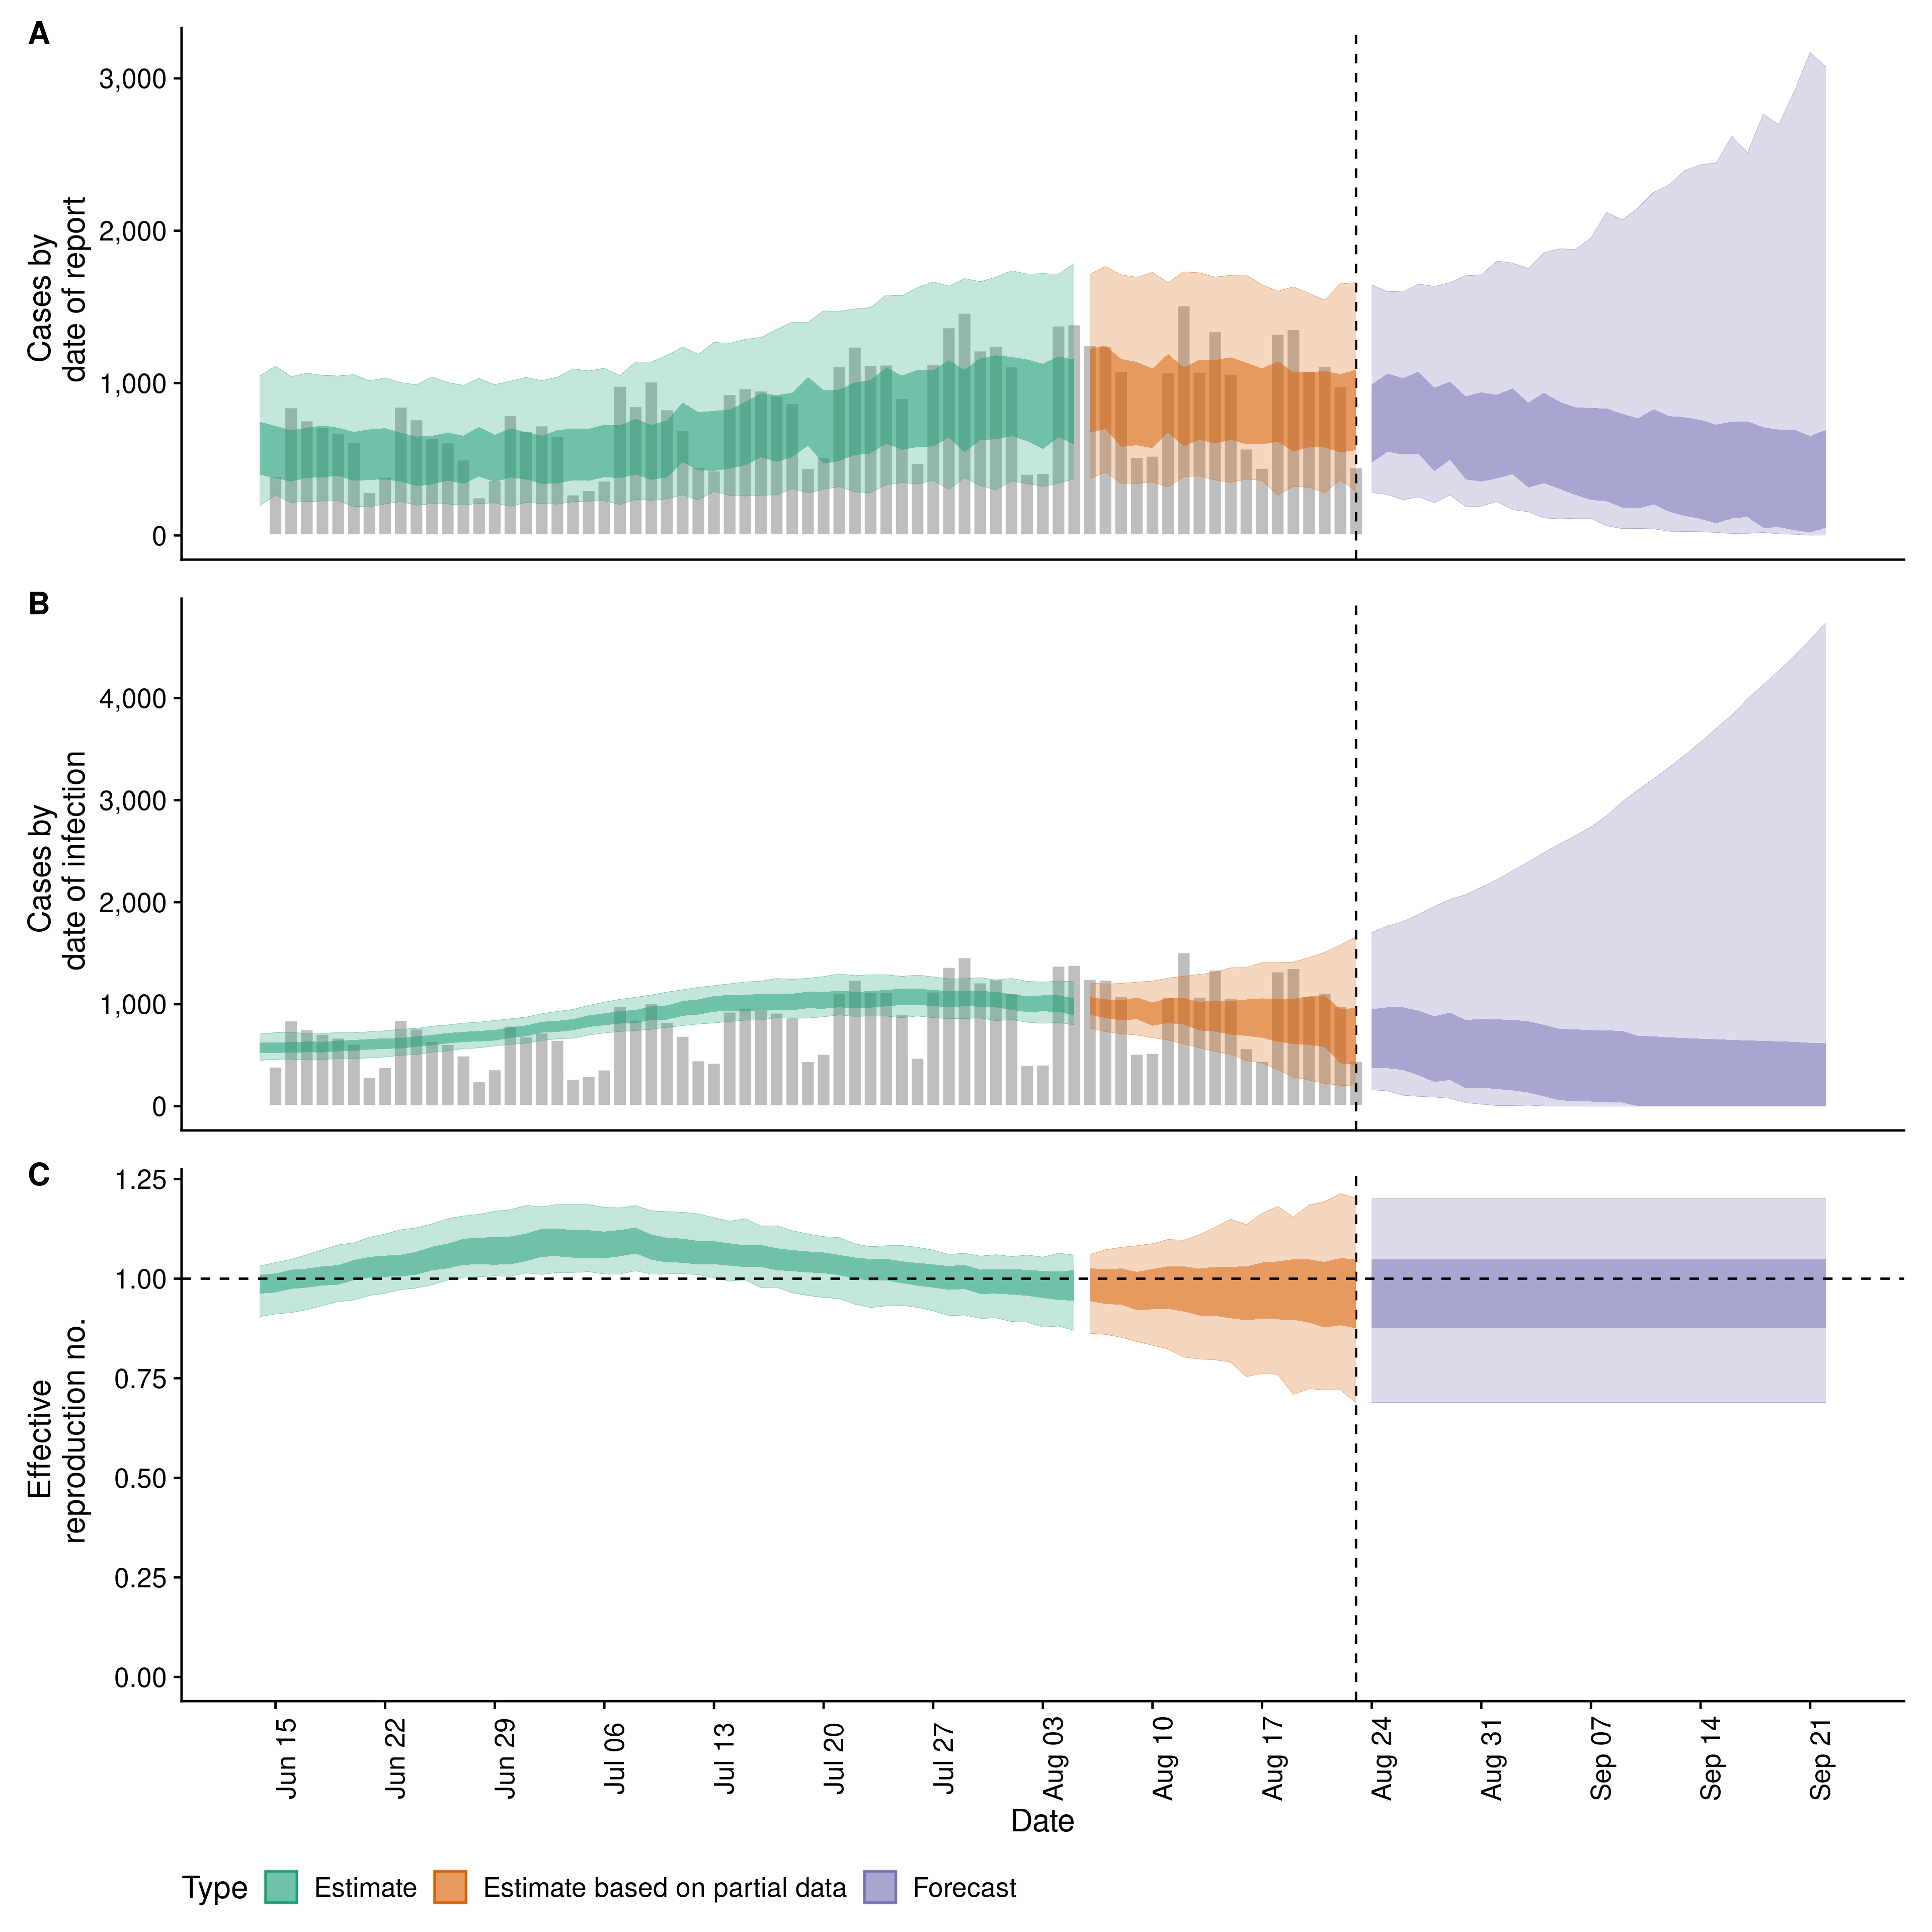 A
Cases by
date of report
3,000
2,000
1,000
0
B
Cases by
date of infection
4,000
3,000
2,000
1,000
0
C
Effective
reproduction no.
1.25
1.00
0.75
0.50
0.25
0.00
Jun 15
Jun 22
Jun 29
Jul 06
Jul 13
Jul 20
Jul 27
Aug 03
Aug 10
Aug 17
Aug 24
Aug 31
Sep 07
Sep 14
Sep 21
Date
Type Estimate Estimate based on partial data Forecast